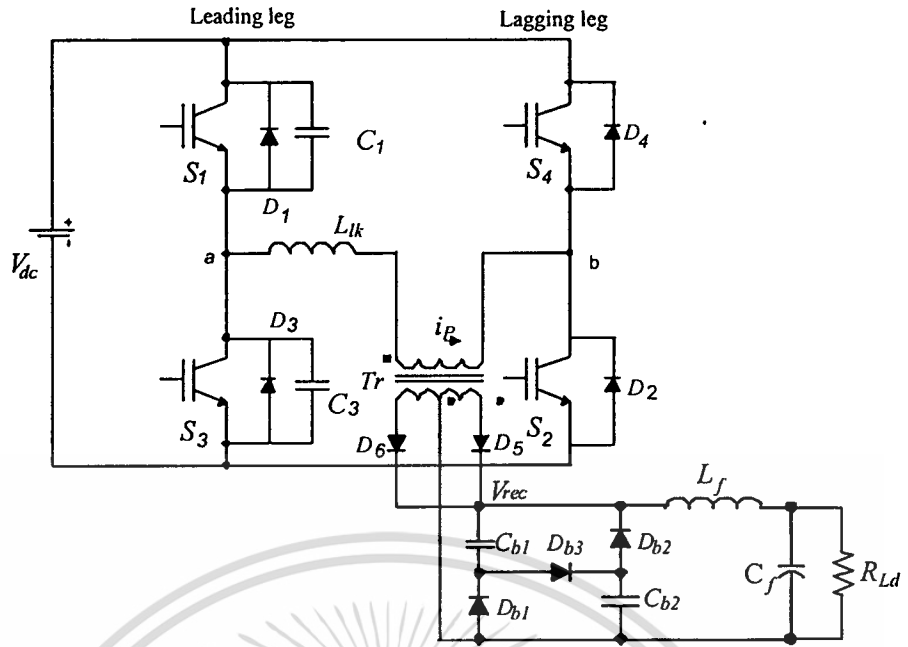 Leading leg
Lagging leg
S1
D1
C1
S4
D4
Vdc
+
-
a
Llk
b
D3
S3
C3
iP
Tr
S2
D2
D6
D5
Vrec
Lf
Cb1
Db3
Db2
Cf
RLd
Db1
Cb2